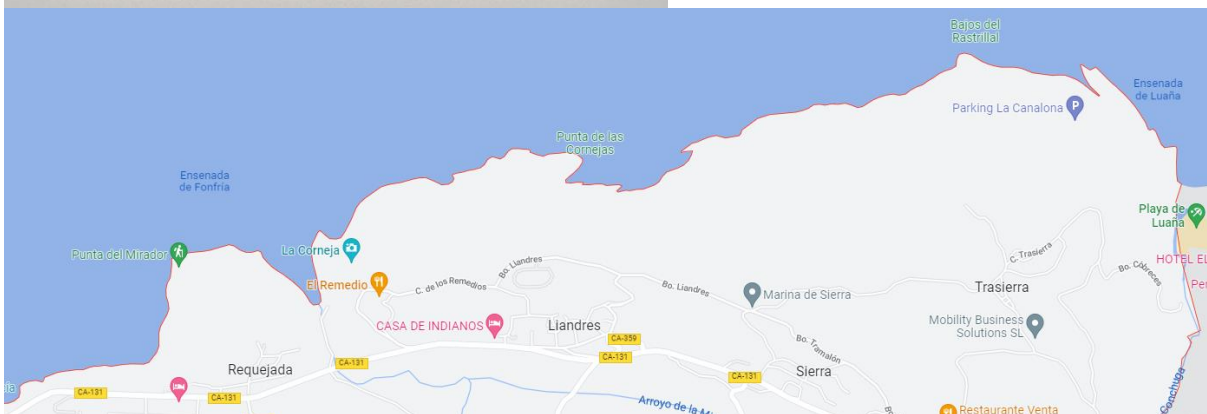 Bajos del
Rastrillal
Ensenada
de Luaña
Parking La Canalona
P
Punta de las
Cornejas
Ensenada
de Fonfría
Playa de
Luaña
Punta del Mirador
La Corneja
C. Trasierra
HOTEL EL
Bo. Liandres
Bo. Cóbreces
El Remedio
C. de los Remedios
Bo. Liandres
Marina de Sierra
Trasierra
CASA DE INDIANOS
Liandres
Mobility Business
Solutions SL
CA-359
Bo. Tramalón
CA-131
CA-131
Requejada
Sierra
CA-131
CA-131
CA-131
Arroyo de la
Conchuga
Restaurante Venta